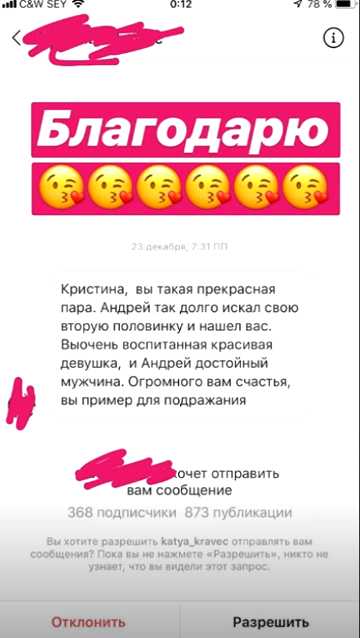 C&W SEY 0:12 78 %
Благодарю
23 декабря, 7:31 ПП
Кристина, вы такая прекрасная
пара. Андрей так долго искал свою
вторую половинку и нашел вас.
Выочень воспитанная красивая
девушка, и Андрей достойный
мужчина. Огромного вам счастья,
вы пример для подражания
хочет отправить
вам сообщение
368 подписчики 873 публикации
Вы хотите разрешить katya_kravec отправлять вам
сообщения? Пока вы не нажмете «Разрешить», никто не
узнает, что вы видели этот запрос.
Отклонить Разрешить